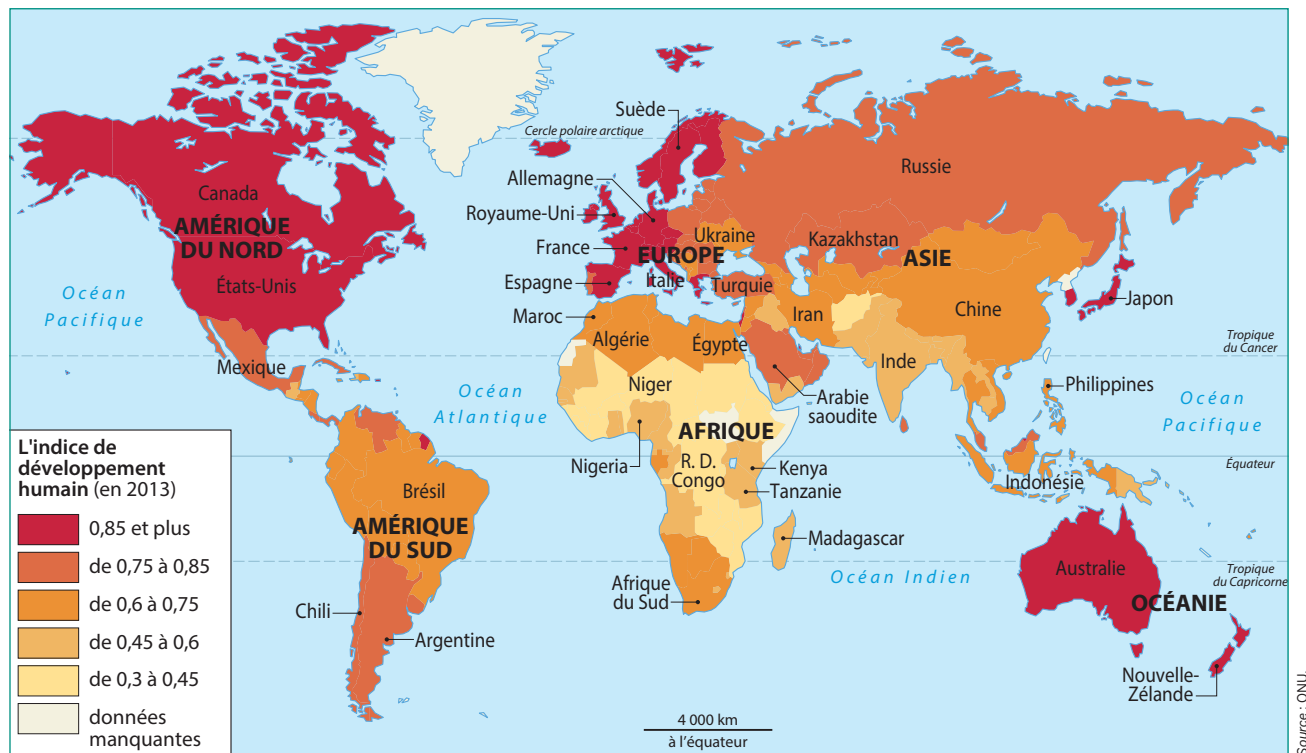 Suède
Cercle polaire arctique
Russie
Allemagne
Canada
Royaume-Uni
AMÉRIQUE
DU NORD
Ukraine
Kazakhstan
France
EUROPE
ASIE
Espagne
Italie
Turquie
États-Unis
Océan
Pacifique
Japon
Maroc
Iran
Chine
Algérie
Égypte
Tropique
du Cancer
Mexique
Inde
Niger
Philippines
Océan
Atlantique
Arabie
saoudite
Océan
Pacifique
AFRIQUE
Nigeria
R. D.
Congo
Kenya
Équateur
Tanzanie
Indonésie
Brésil
AMÉRIQUE
DU SUD
Madagascar
Océan Indien
Australie
Tropique
du Capricorne
Afrique
du Sud
OCÉANIE
Chili
Argentine
Nouvelle-
Zélande
L'indice de
développement
humain (en 2013)
0,85 et plus
de 0,75 à 0,85
de 0,6 à 0,75
de 0,45 à 0,6
de 0,3 à 0,45
données
manquantes
4 000 km
à l'équateur
Source : ONU.